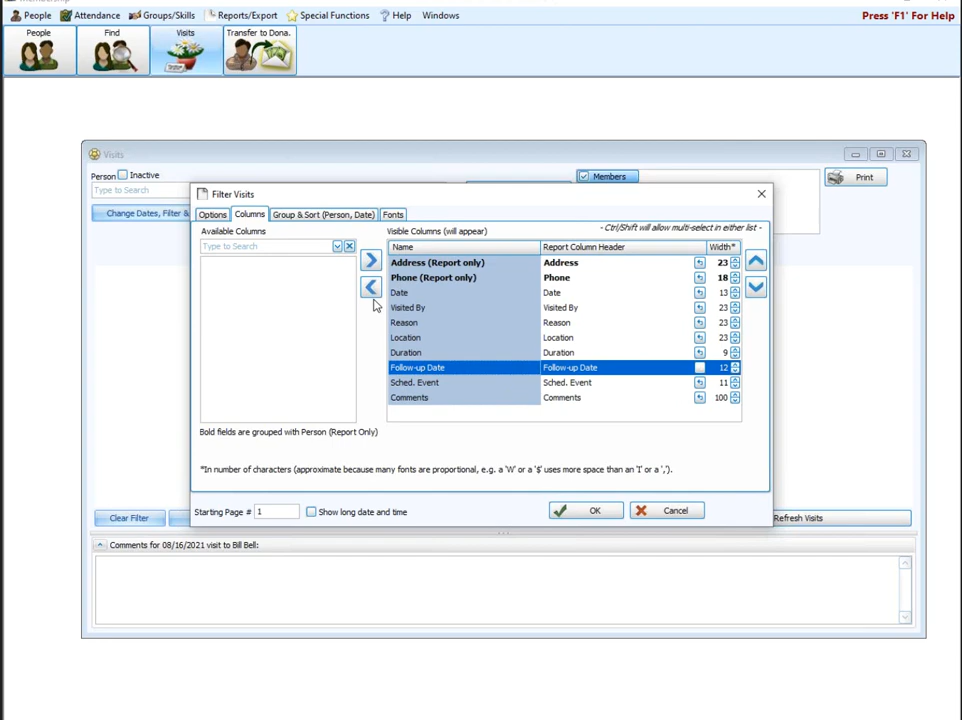 People Attendance Groups/Skills Reports/Export Special Functions Help Windows Press 'F1' For Help
People Find Visits Transfer to Dona.
Visits
Person Inactive Members Print
Type to Search
Change Dates, Filter &
Filter Visits
Options Columns Group & Sort (Person, Date) Fonts
- Ctrl/Shift will allow multi-select in either list -
Available Columns Visible Columns (will appear)
Type to Search Name Report Column Header Width*
Address (Report only) Address 23
Phone (Report only) Phone 18
Date Date 13
Visited By Visited By 23
Reason Reason 23
Location Location 23
Duration Duration 9
Follow-up Date Follow-up Date 12
Sched. Event Sched. Event 11
Comments Comments 100
Bold fields are grouped with Person (Report Only)
*In number of characters (approximate because many fonts are proportional, e.g. a 'W' or a '$' uses more space than an 'I' or a ',').
Starting Page # 1 Show long date and time OK Cancel
Clear Filter Refresh Visits
Comments for 08/16/2021 visit to Bill Bell: